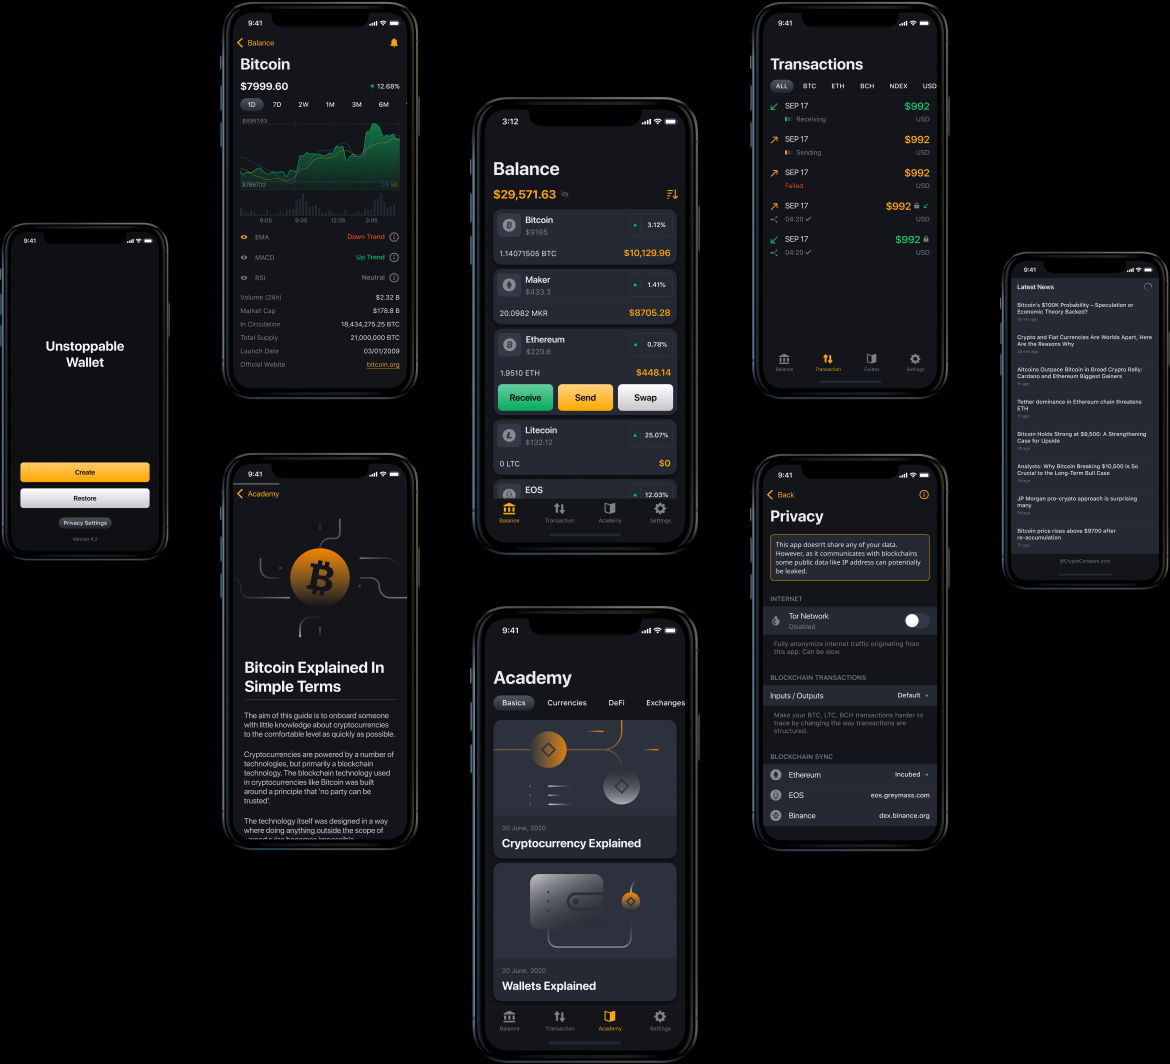 9:41
Unstoppable
Wallet
Create
Restore
Privacy Settings
Version 4.2
9:41
Balance
Bitcoin
$7999.60
12.68%
1D 7D 2W 1M 3M 6M
$8957.63
$7667.12
25 50
6:05 9:05 12:05 3:05
EMA Down Trend
MACD Up Trend
RSI Neutral
Volume (24h) $2.32 B
Market Cap $178.8 B
In Circulation 18,434,275.25 BTC
Total Supply 21,000,000 BTC
Launch Date 03/01/2009
Official Webite bitcoin.org
9:41
Academy
Bitcoin Explained In
Simple Terms
The aim of this guide is to onboard someone
with little knowledge about cryptocurrencies
to the comfortable level as quickly as possible.
Cryptocurrencies are powered by a number of
technologies, but primarily a blockchain
technology. The blockchain technology used
in cryptocurrencies like Bitcoin was built
around a principle that 'no party can be
trusted'.
The technology itself was designed in a way
where doing anything outside the scope of
3:12
Balance
$29,571.63
Bitcoin
$9195
3.12%
1.14071505 BTC $10,129.96
Maker
$433.3
1.41%
20.0982 MKR $8705.28
Ethereum
$229.6
0.78%
1.9510 ETH $448.14
Receive Send Swap
Litecoin
$132.12
25.07%
0 LTC $0
EOS
12.03%
Balance Transaction Academy Settings
9:41
Academy
Basics Currencies DeFi Exchanges
20 June, 2020
Cryptocurrency Explained
20 June, 2020
Wallets Explained
Balance Transaction Academy Settings
9:41
Transactions
ALL BTC ETH BCH NDEX USD
SEP 17 $992
Receiving USD
SEP 17 $992
Sending USD
SEP 17 $992
Failed USD
SEP 17 $992
04:20 USD
SEP 17 $992
04:20 USD
Balance Transaction Guides Settings
9:41
Back
Privacy
This app doesn't share any of your data.
However, as it communicates with blockchains
some public data like IP address can potentially
be leaked.
INTERNET
Tor Network
Disabled
Fully anonymize internet traffic originating from
this app. Can be slow.
BLOCKCHAIN TRANSACTIONS
Inputs / Outputs Default
Make your BTC, LTC, BCH transactions harder to
trace by changing the way transactions are
structured.
BLOCKCHAIN SYNC
Ethereum Incubed
EOS eos.greymass.com
Binance dex.binance.org
9:41
Latest News
Bitcoin's $100K Probability – Speculation or
Economic Theory Backed?
Crypto and Fiat Currencies Are Worlds Apart, Here
Are the Reasons Why
Altcoins Outpace Bitcoin in Broad Crypto Rally:
Cardano and Ethereum Biggest Gainers
Tether dominance in Ethereum chain threatens
ETH
Bitcoin Holds Strong at $9,500: A Strengthening
Case for Upside
Analysts: Why Bitcoin Breaking $10,500 Is So
Crucial to the Long-Term Bull Case
JP Morgan pro-crypto approach is surprising
many
Bitcoin price rises above $9700 after
re-accumulation
@CryptoCompare.com